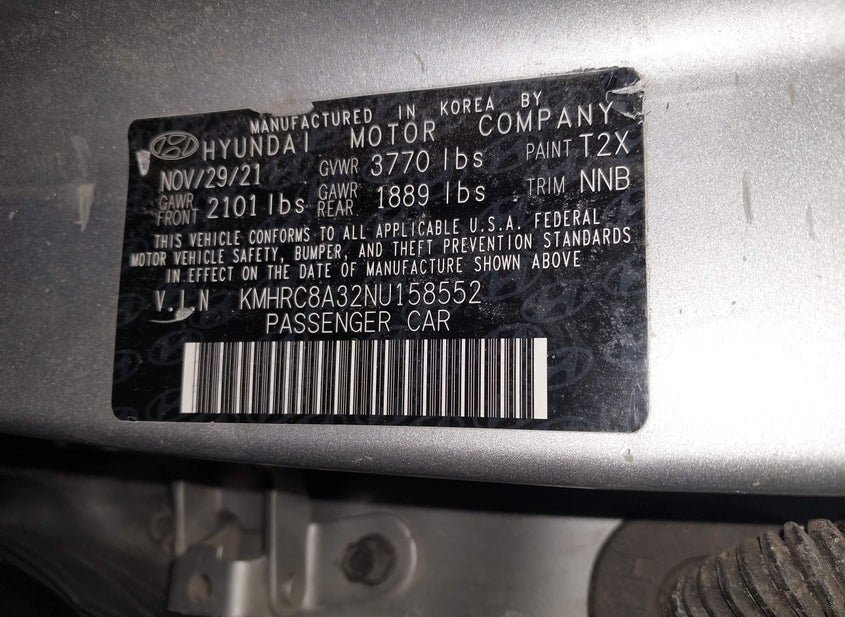 MANUFACTURED IN KOREA BY
HYUNDAI MOTOR COMPANY
NOV/29/21 GVWR 3770 lbs PAINT T2X
GAWR FRONT 2101 lbs GAWR REAR 1889 lbs TRIM NNB
THIS VEHICLE CONFORMS TO ALL APPLICABLE U.S.A. FEDERAL
MOTOR VEHICLE SAFETY, BUMPER, AND THEFT PREVENTION STANDARDS
IN EFFECT ON THE DATE OF MANUFACTURE SHOWN ABOVE
V.I.N KMHRC8A32NU158552
PASSENGER CAR